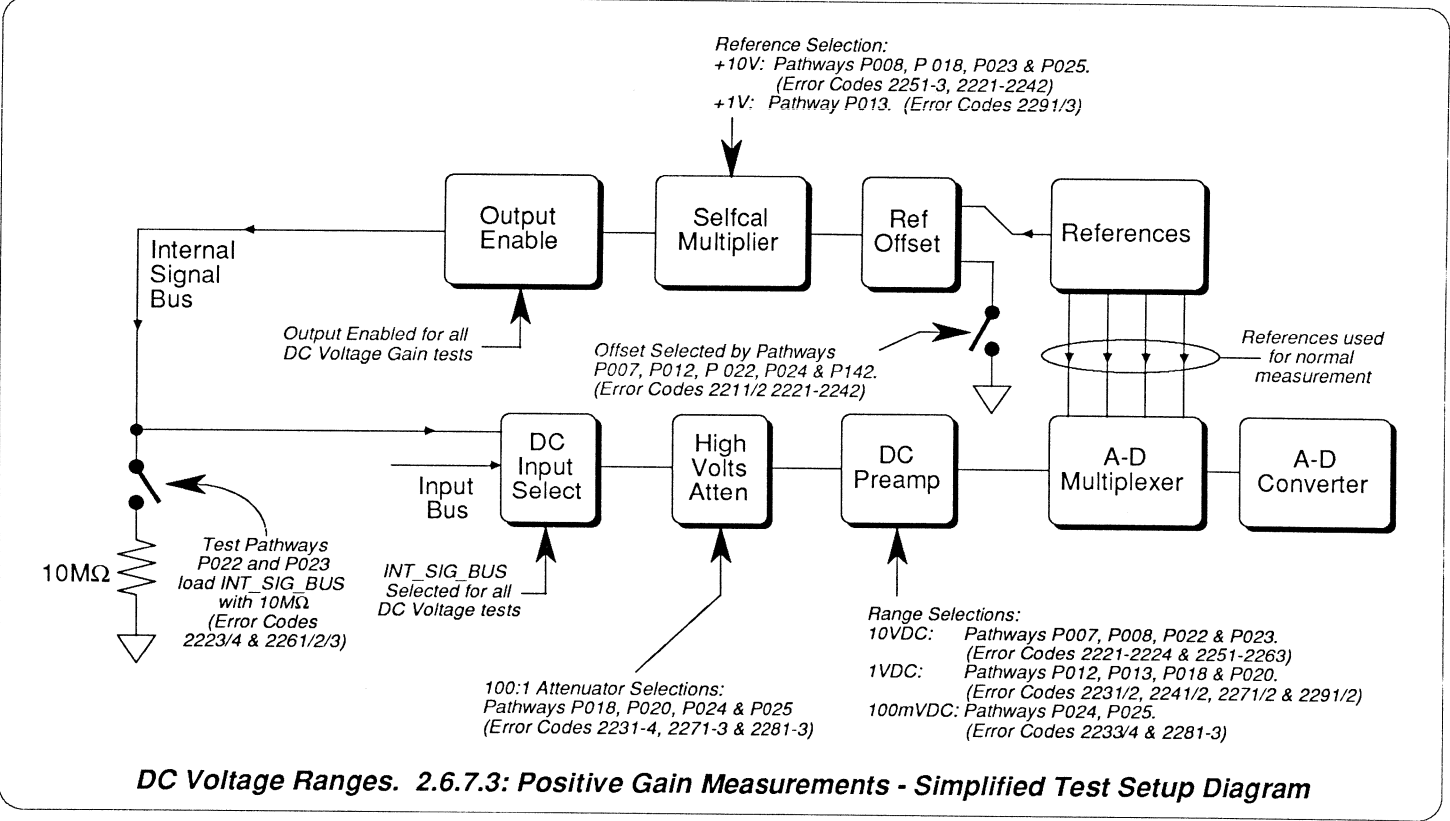 Reference Selection:
+10V: Pathways P008, P 018, P023 & P025.
(Error Codes 2251-3, 2221-2242)
+1V: Pathway P013. (Error Codes 2291/3)
Output
Enable
Selfcal
Multiplier
Ref
Offset
References
Internal
Signal
Bus
Output Enabled for all
DC Voltage Gain tests
Offset Selected by Pathways
P007, P012, P 022, P024 & P142.
(Error Codes 2211/2 2221-2242)
References used
for normal
measurement
DC
Input
Select
High
Volts
Atten
DC
Preamp
A-D
Multiplexer
A-D
Converter
Input
Bus
10MΩ
Test Pathways
P022 and P023
load INT_SIG_BUS
with 10MΩ
(Error Codes
2223/4 & 2261/2/3)
INT_SIG_BUS
Selected for all
DC Voltage tests
100:1 Attenuator Selections:
Pathways P018, P020, P024 & P025
(Error Codes 2231-4, 2271-3 & 2281-3)
Range Selections:
10VDC: Pathways P007, P008, P022 & P023.
(Error Codes 2221-2224 & 2251-2263)
1VDC: Pathways P012, P013, P018 & P020.
(Error Codes 2231/2, 2241/2, 2271/2 & 2291/2)
100mVDC: Pathways P024, P025.
(Error Codes 2233/4 & 2281-3)
DC Voltage Ranges. 2.6.7.3: Positive Gain Measurements - Simplified Test Setup Diagram